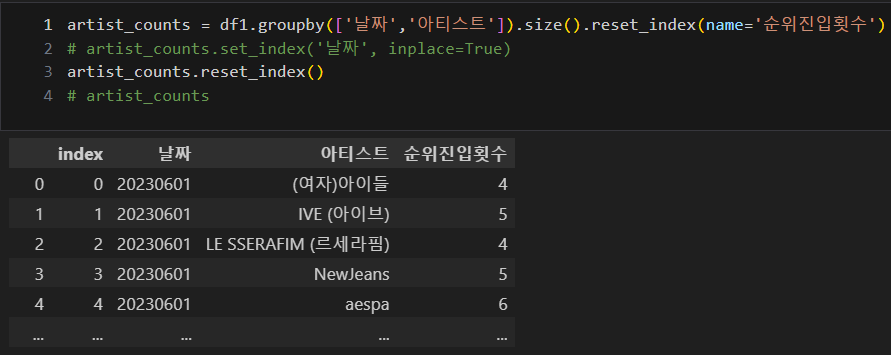 1 artist_counts = df1.groupby(['날짜','아티스트']).size().reset_index(name='순위진입횟수')
2 # artist_counts.set_index('날짜', inplace=True)
3 artist_counts.reset_index()
4 # artist_counts
index 날짜 아티스트 순위진입횟수
0 0 20230601 (여자)아이들 4
1 1 20230601 IVE (아이브) 5
2 2 20230601 LE SSERAFIM (르세라핌) 4
3 3 20230601 NewJeans 5
4 4 20230601 aespa 6
... ... ... ... ...